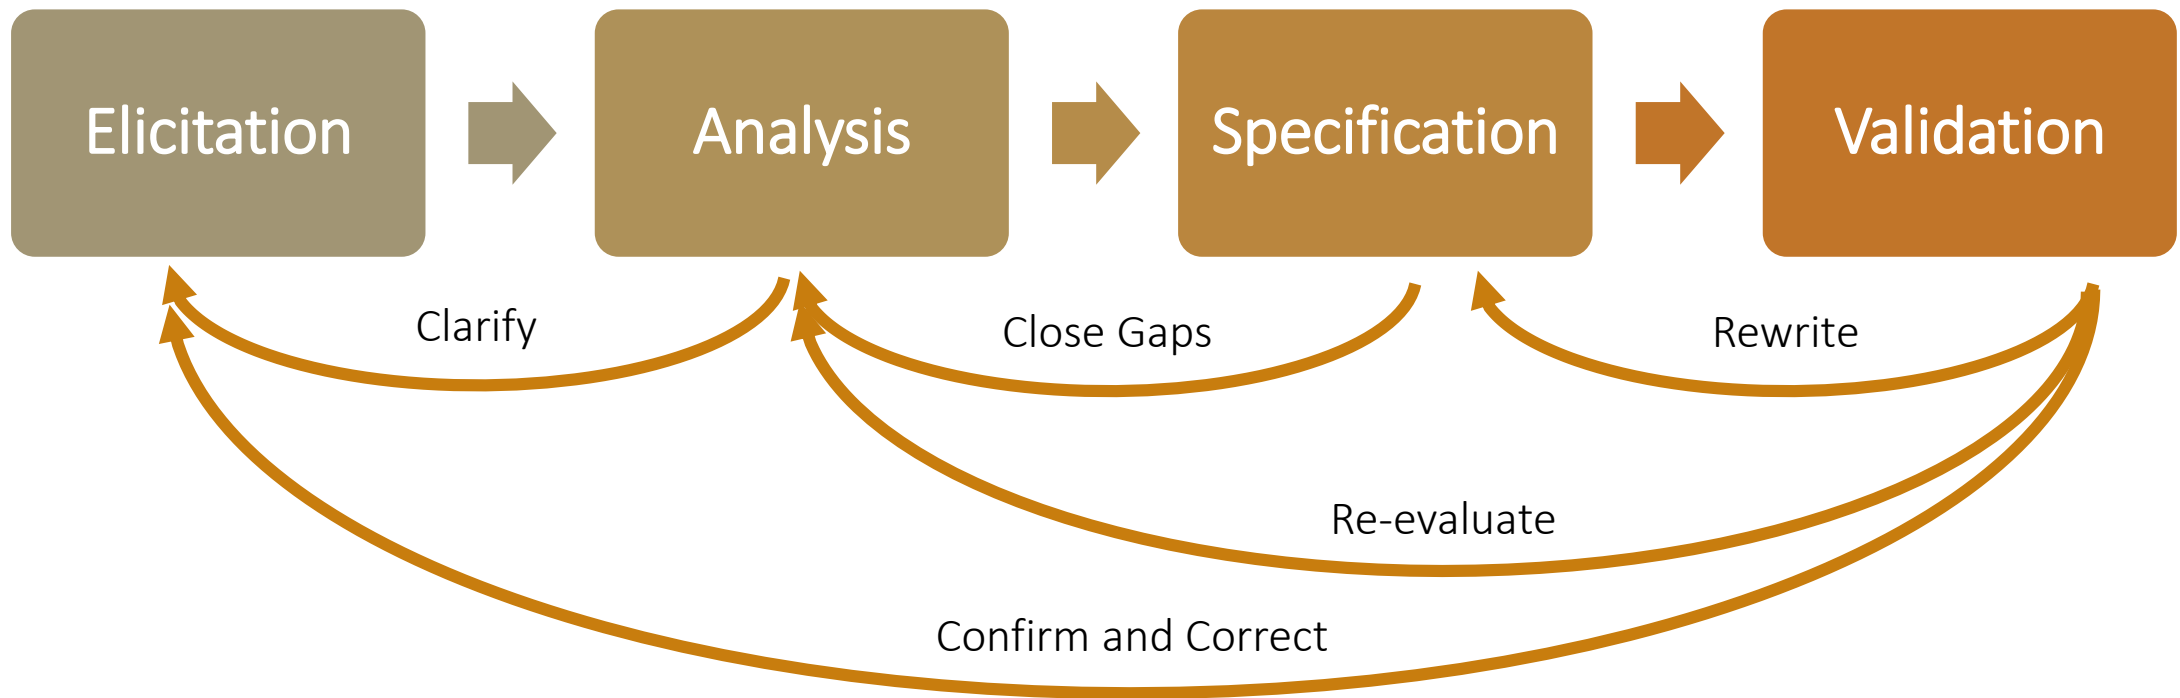 Elicitation
Analysis
Specification
Validation
Clarify
Close Gaps
Rewrite
Re-evaluate
Confirm and Correct